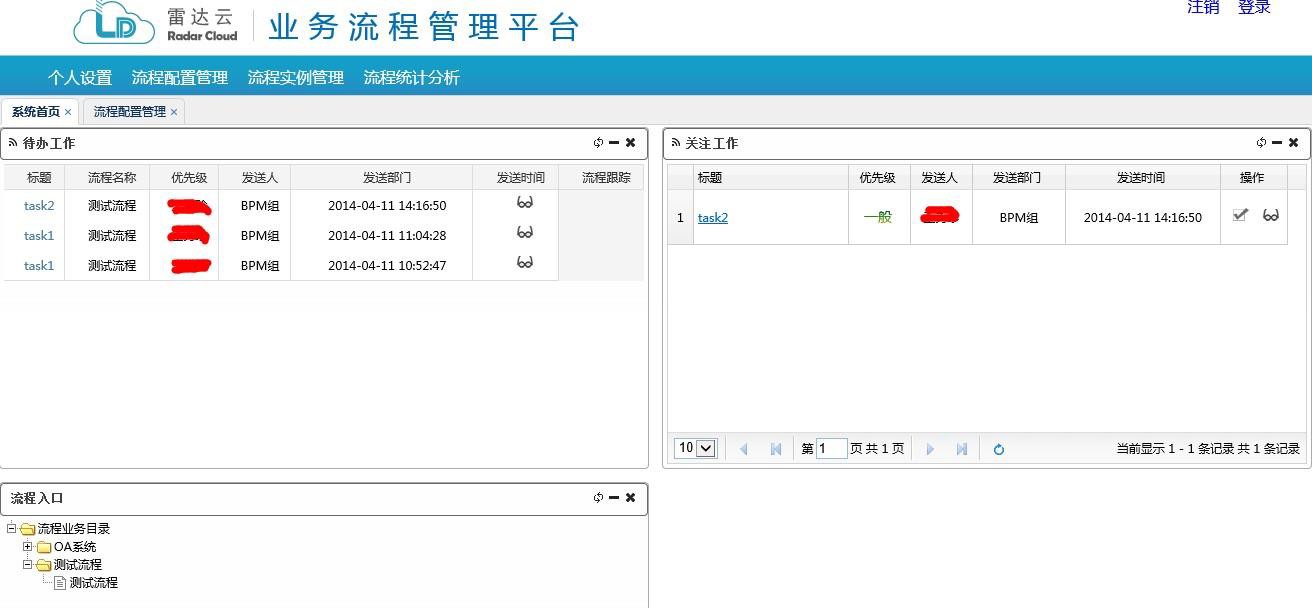 注销 登录
LD 雷达云 业务流程管理平台
Radar Cloud
个人设置 流程配置管理 流程实例管理 流程统计分析
系统首页 × 流程配置管理 ×
待办工作
标题 流程名称 优先级 发送人 发送部门 发送时间 流程跟踪
task2 测试流程 BPM组 2014-04-11 14:16:50
task1 测试流程 BPM组 2014-04-11 11:04:28
task1 测试流程 BPM组 2014-04-11 10:52:47
关注工作
标题 优先级 发送人 发送部门 发送时间 操作
1 task2 一般 BPM组 2014-04-11 14:16:50
10 第 1 页 共 1 页 当前显示 1 - 1 条记录 共 1 条记录
流程入口
流程业务目录
OA系统
测试流程
测试流程